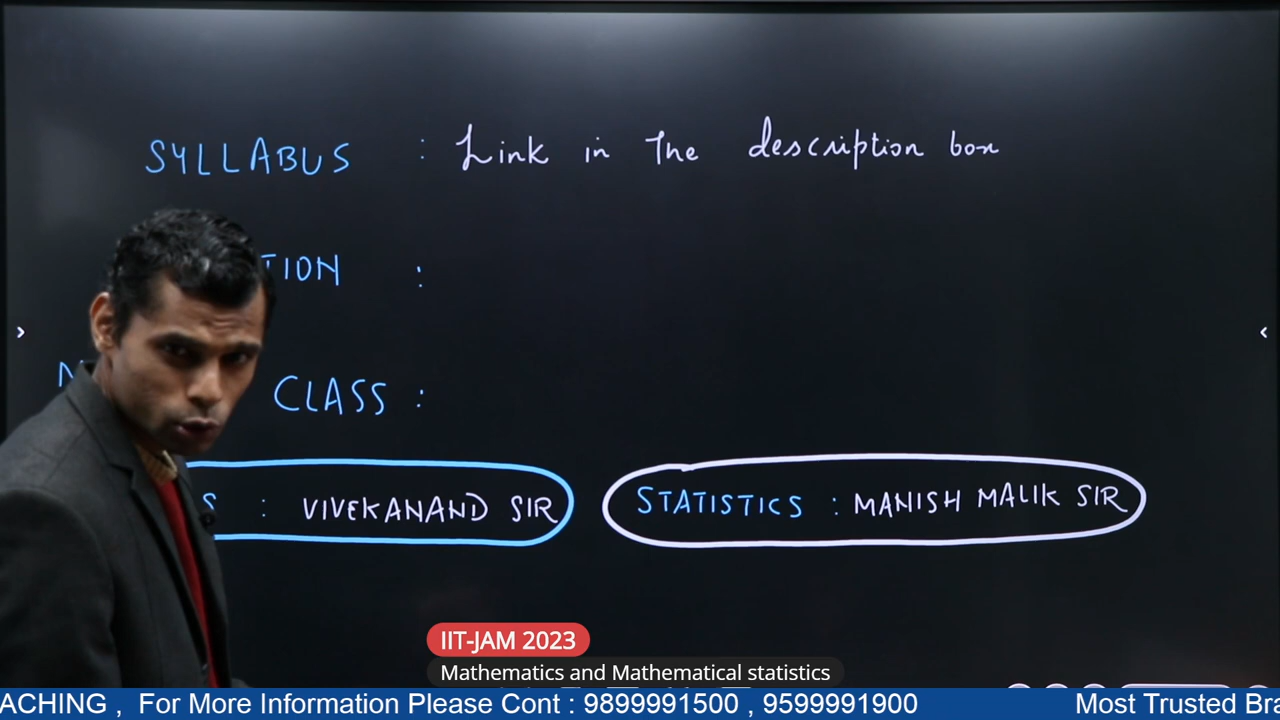 SYLLABUS : Link in The description box
TION :
CLASS :
S : VIVEKANAND SIR
STATISTICS : MANISH MALIK SIR
IIT-JAM 2023
Mathematics and Mathematical statistics
ACHING , For More Information Please Cont : 9899991500 , 9599991900 Most Trusted Bra